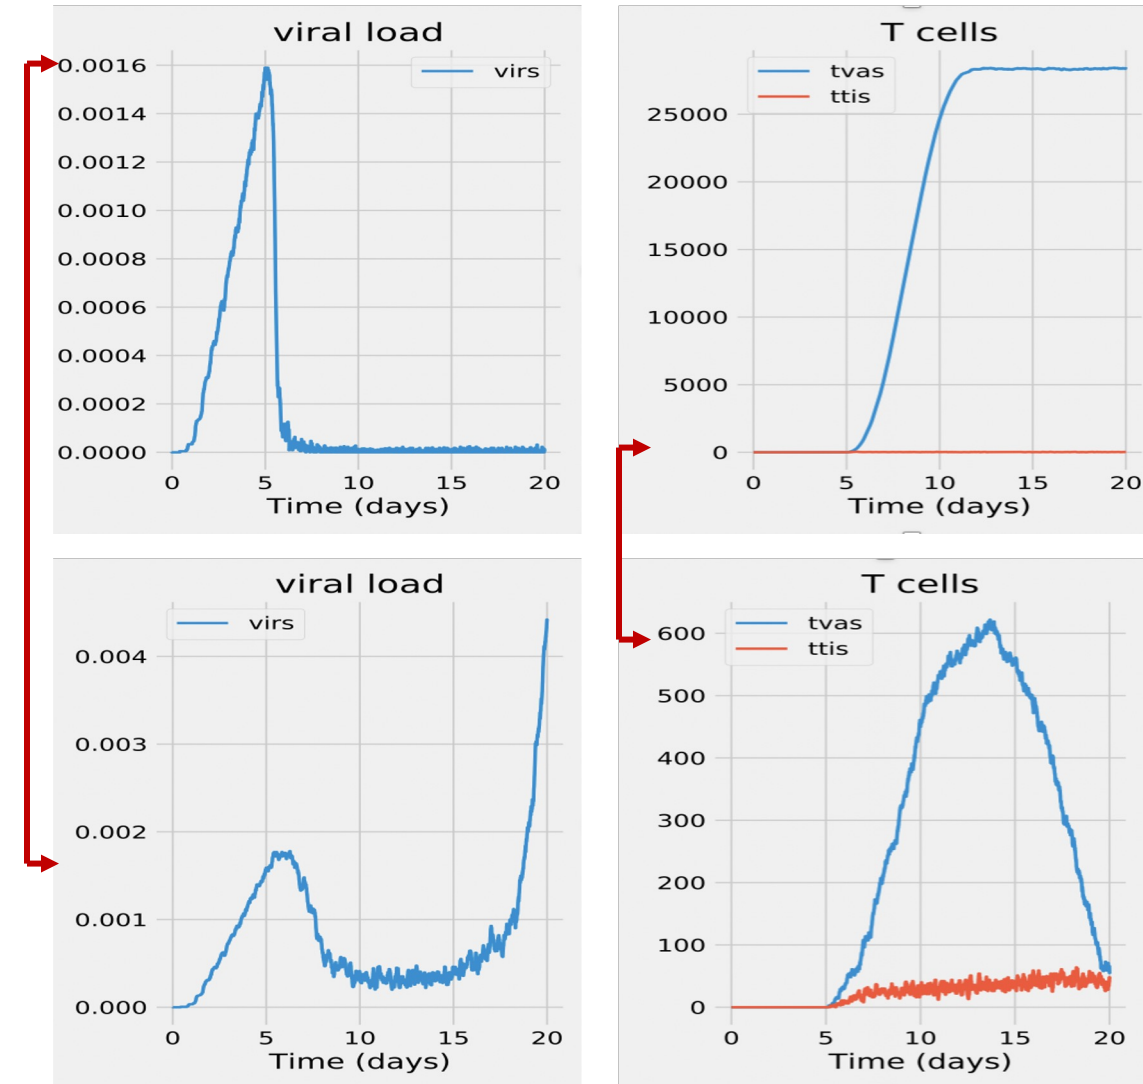 viral load
virs
0.0016
0.0014
0.0012
0.0010
0.0008
0.0006
0.0004
0.0002
0.0000
0 5 10 15 20
Time (days)
T cells
tvas
ttis
25000
20000
15000
10000
5000
0
0 5 10 15 20
Time (days)
viral load
virs
0.004
0.003
0.002
0.001
0.000
0 5 10 15 20
Time (days)
T cells
tvas
ttis
600
500
400
300
200
100
0
0 5 10 15 20
Time (days)